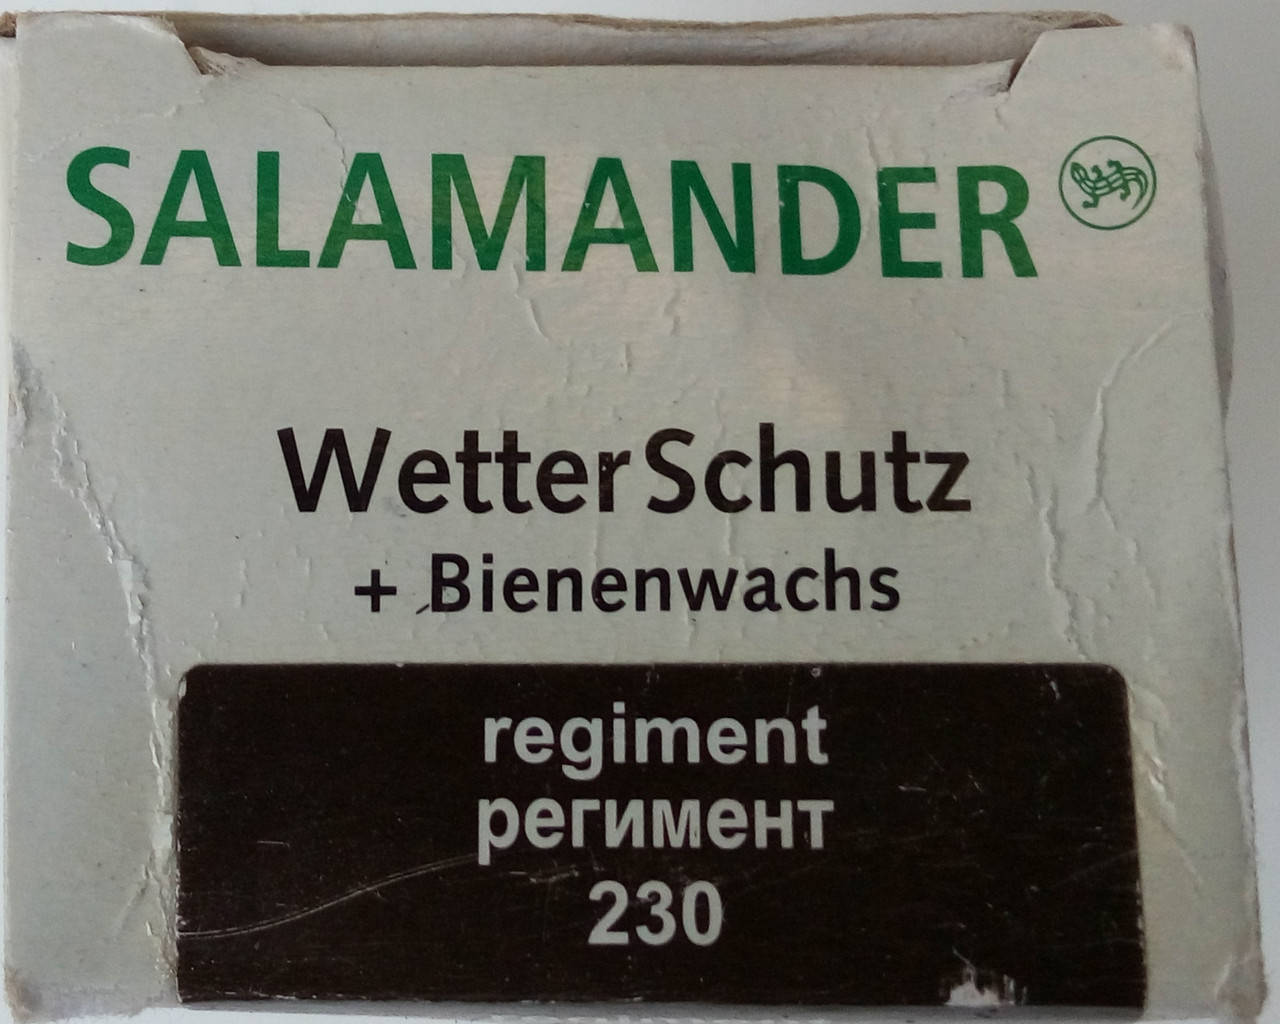 SALAMANDER
WetterSchutz
+ Bienenwachs
regiment
регимент
230